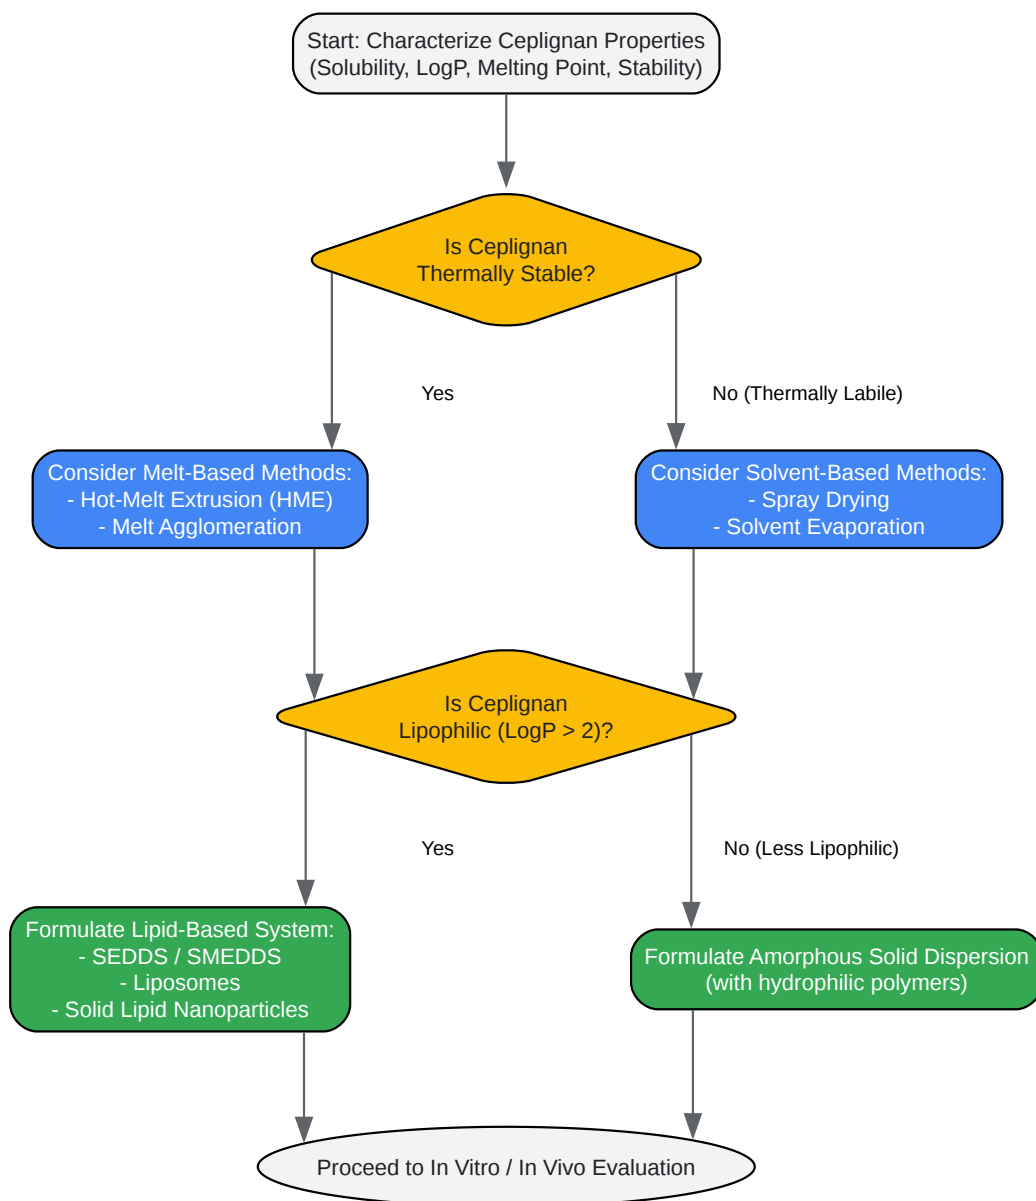 Start: Characterize Ceplignan Properties
(Solubility, LogP, Melting Point, Stability)
Is Ceplignan
Thermally Stable?
Yes
No (Thermally Labile)
Consider Melt-Based Methods:
- Hot-Melt Extrusion (HME)
- Melt Agglomeration
Consider Solvent-Based Methods:
- Spray Drying
- Solvent Evaporation
Is Ceplignan
Lipophilic (LogP > 2)?
Yes
No (Less Lipophilic)
Formulate Lipid-Based System:
- SEDDS / SMEDDS
- Liposomes
- Solid Lipid Nanoparticles
Formulate Amorphous Solid Dispersion
(with hydrophilic polymers)
Proceed to In Vitro / In Vivo Evaluation